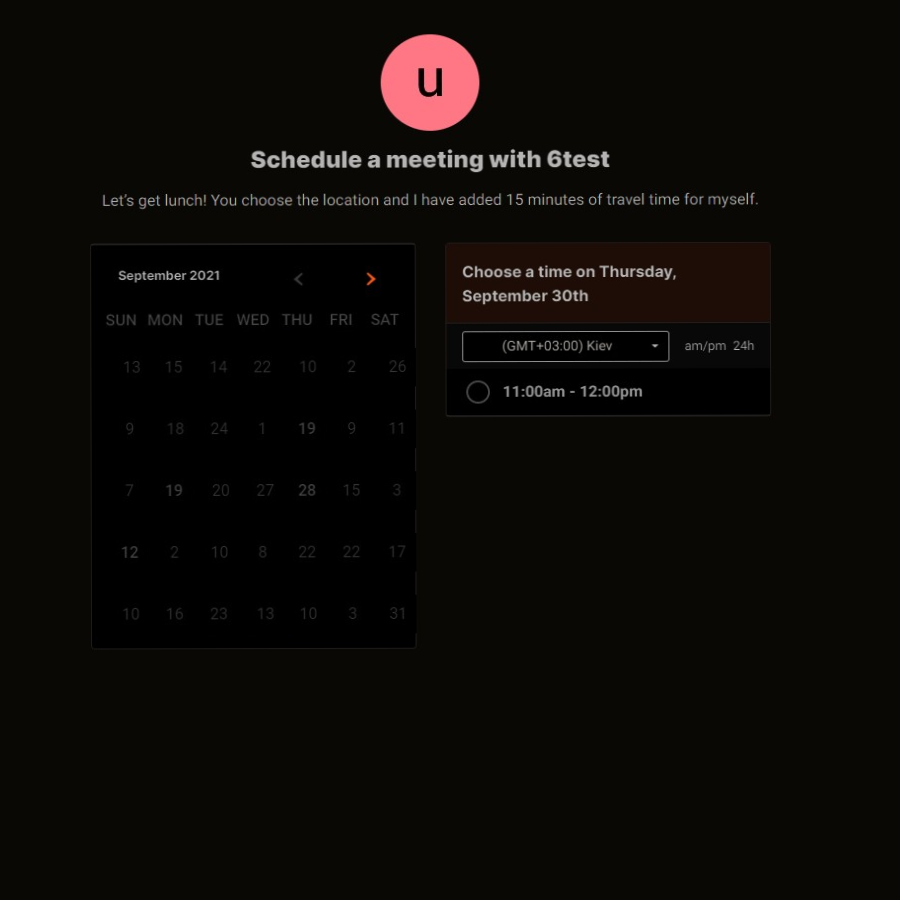 u
Schedule a meeting with 6test
Let's get lunch! You choose the location and I have added 15 minutes of travel time for myself.
September 2021
SUN MON TUE WED THU FRI SAT
13 15 14 22 10 2 26
9 18 24 1 19 9 11
7 19 20 27 28 15 3
12 2 10 8 22 22 17
10 16 23 13 10 3 31
Choose a time on Thursday,
September 30th
(GMT+03:00) Kiev
am/pm 24h
11:00am - 12:00pm